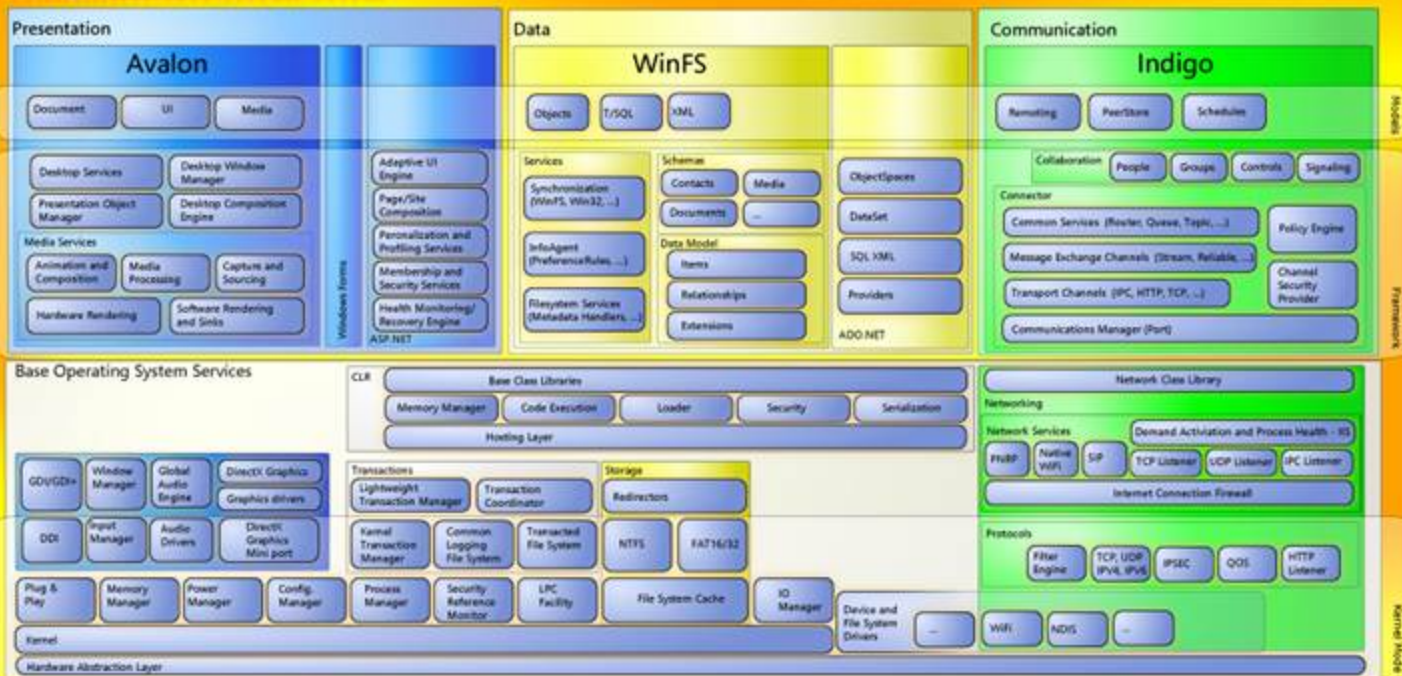 Presentation
Avalon
Document
UI
Media
Desktop Services
Desktop Window
Manager
Presentation Object
Manager
Desktop Composition
Engine
Media Services
Animation and
Composition
Media
Processing
Capture and
Sourcing
Hardware Rendering
Software Rendering
and Sinks
Windows Forms
Adaptive UI
Engine
Page/Site
Composition
Peronalization and
Profiling Services
Membership and
Security Services
Health Monitoring/
Recovery Engine
ASP.NET
Data
WinFS
Objects
T/SQL
XML
Services
Synchronization
(WinFS, Win32, ...)
InfoAgent
(PreferenceRules, ...)
Filesystem Services
(Metadata Handlers, ...)
Schemas
Contacts
Media
Documents
...
Data Model
Items
Relationships
Extensions
ObjectSpaces
DataSet
SQL XML
Providers
ADO.NET
Communication
Indigo
Remoting
PeerStore
Schedules
Collaboration
People
Groups
Controls
Signaling
Connector
Common Services (Router, Queue, Topic, ...)
Message Exchange Channels (Stream, Reliable, ...)
Transport Channels (IPC, HTTP, TCP, ...)
Communications Manager (Port)
Policy Engine
Channel
Security
Provider
Models
Framework
Base Operating System Services
CLR
Base Class Libraries
Memory Manager
Code Execution
Loader
Security
Serialization
Hosting Layer
GDI/GDI+
Window
Manager
Global
Audio
Engine
DirectX Graphics
Graphics drivers
DDI
Input
Manager
Audio
Drivers
DirectX
Graphics
Mini port
Transactions
Lightweight
Transaction Manager
Transaction
Coordinator
Kernal
Transaction
Manager
Common
Logging
File System
Transacted
File System
Storage
Redirectors
NTFS
FAT16/32
Network Class Library
Networking
Network Services
Demand Activiation and Process Health - IIS
PNRP
Native
WiFi
SIP
TCP Listener
UDP Listener
IPC Listener
Internet Connection Firewall
Protocols
Filter
Engine
TCP, UDP
IPV4, IPV6
IPSEC
QOS
HTTP
Listener
Plug &
Play
Memory
Manager
Power
Manager
Config.
Manager
Process
Manager
Security
Reference
Monitor
LPC
Facility
File System Cache
IO
Manager
Device and
File System
Drivers
...
WiFi
NDIS
...
Kernel
Hardware Abstraction Layer
Kernel Mode